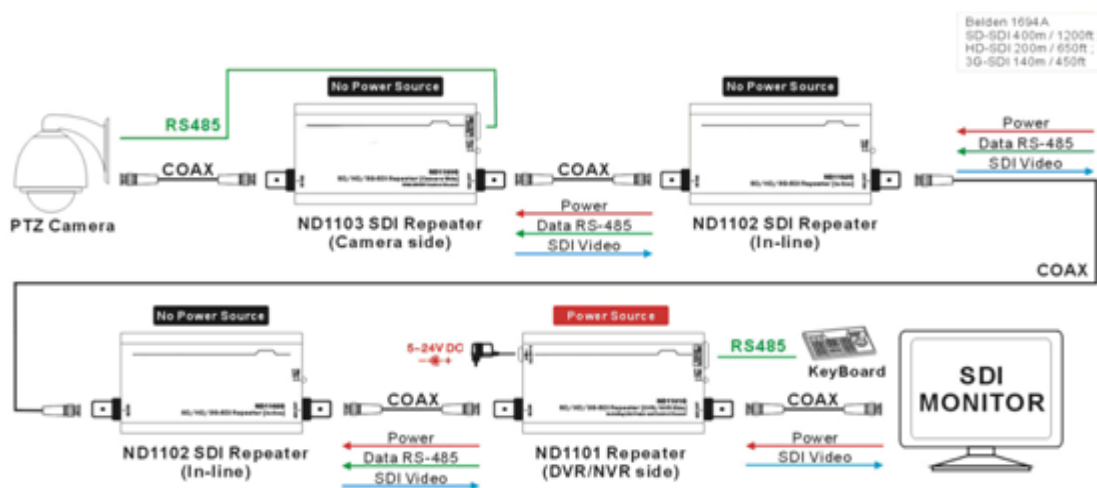 Belden 1694A
SD-SDI 400m / 1200ft
HD-SDI 200m / 650ft ;
3G-SDI 140m / 450ft
No Power Source
No Power Source
RS485
Power
Data RS-485
SDI Video
COAX
COAX
PTZ Camera
ND1103 SDI Repeater
(Camera side)
Power
Data RS-485
SDI Video
ND1102 SDI Repeater
(In-line)
COAX
No Power Source
Power Source
5~24V DC
RS485
KeyBoard
SDI
MONITOR
COAX
COAX
ND1102 SDI Repeater
(In-line)
Power
Data RS-485
SDI Video
ND1101 Repeater
(DVR/NVR side)
Power
SDI Video